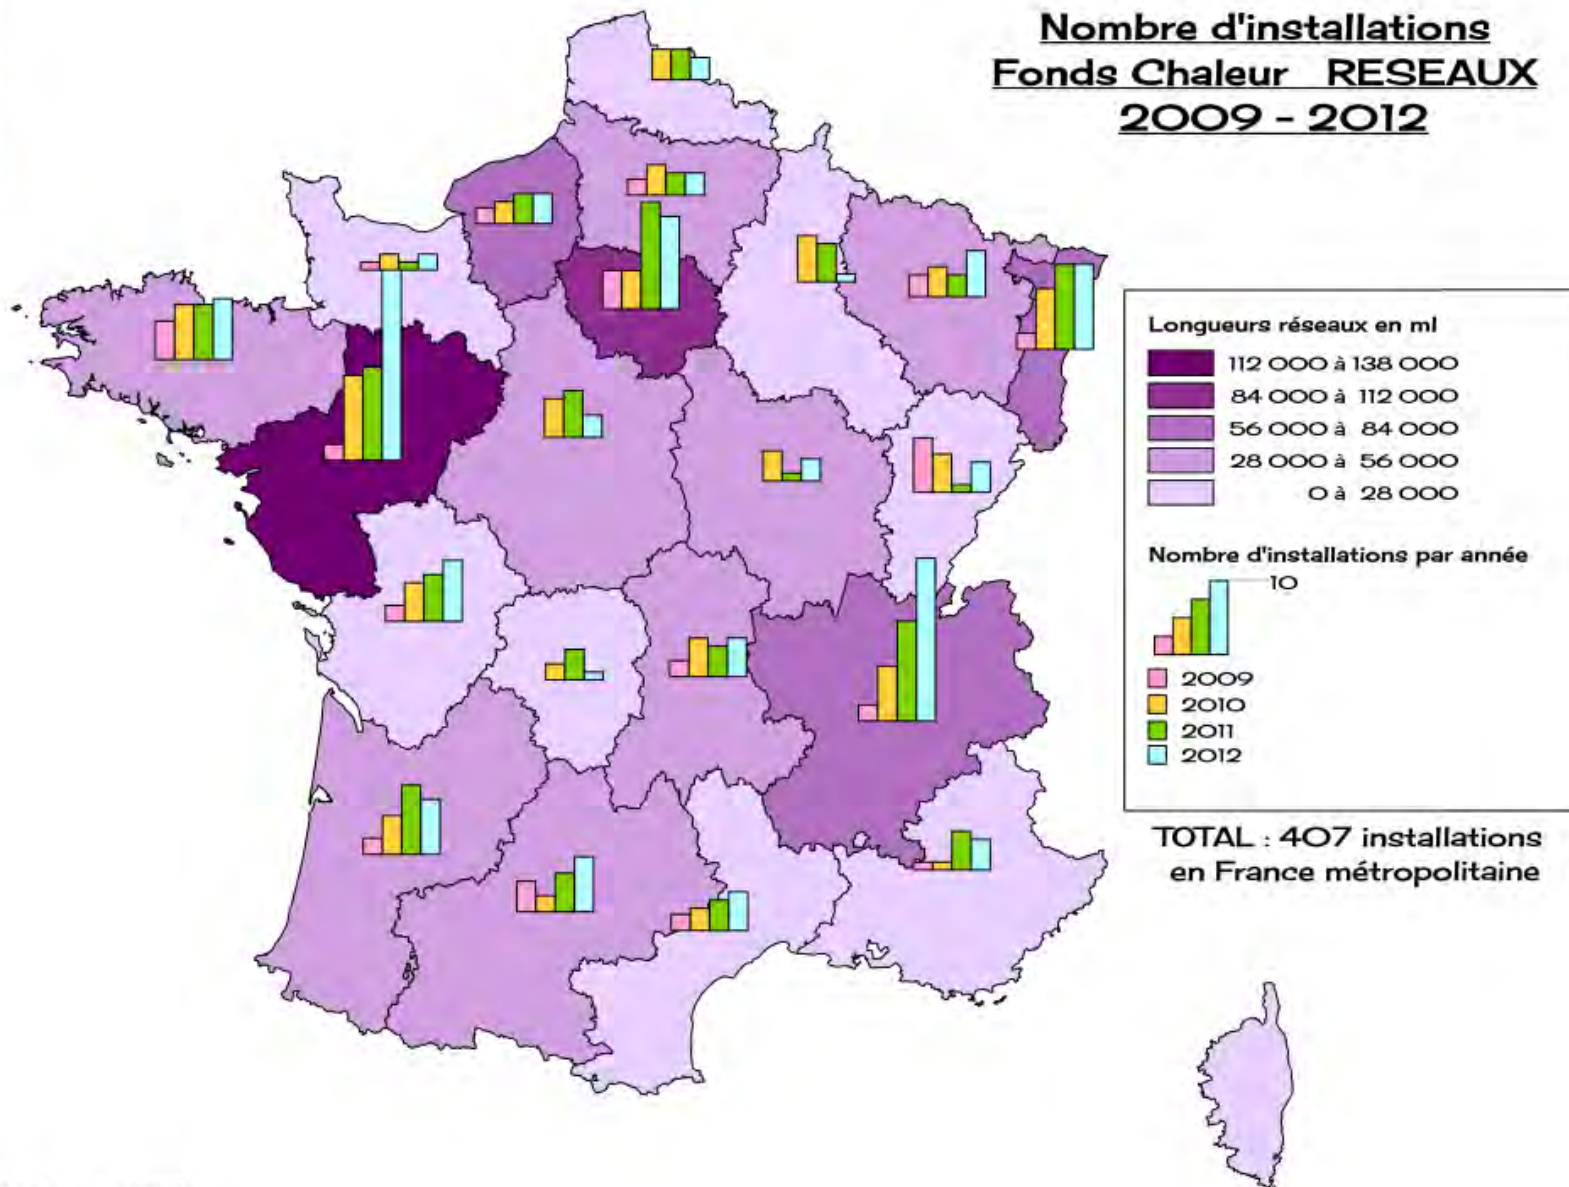 Nombre d'installations
Fonds Chaleur RESEAUX
2009 - 2012
Longueurs réseaux en ml
112 000 à 138 000
84 000 à 112 000
56 000 à 84 000
28 000 à 56 000
0 à 28 000
Nombre d'installations par année
10
2009
2010
2011
2012
TOTAL : 407 installations
en France métropolitaine